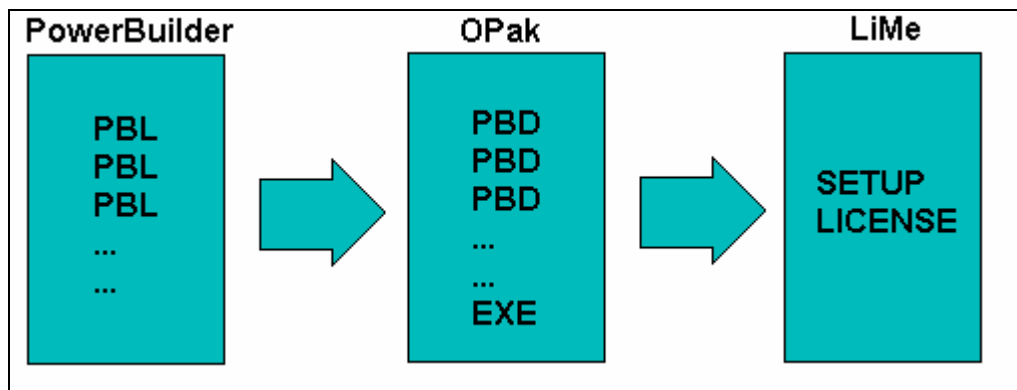 PowerBuilder
PBL
PBL
PBL
...
...
OPak
PBD
PBD
PBD
...
...
EXE
LiMe
SETUP
LICENSE